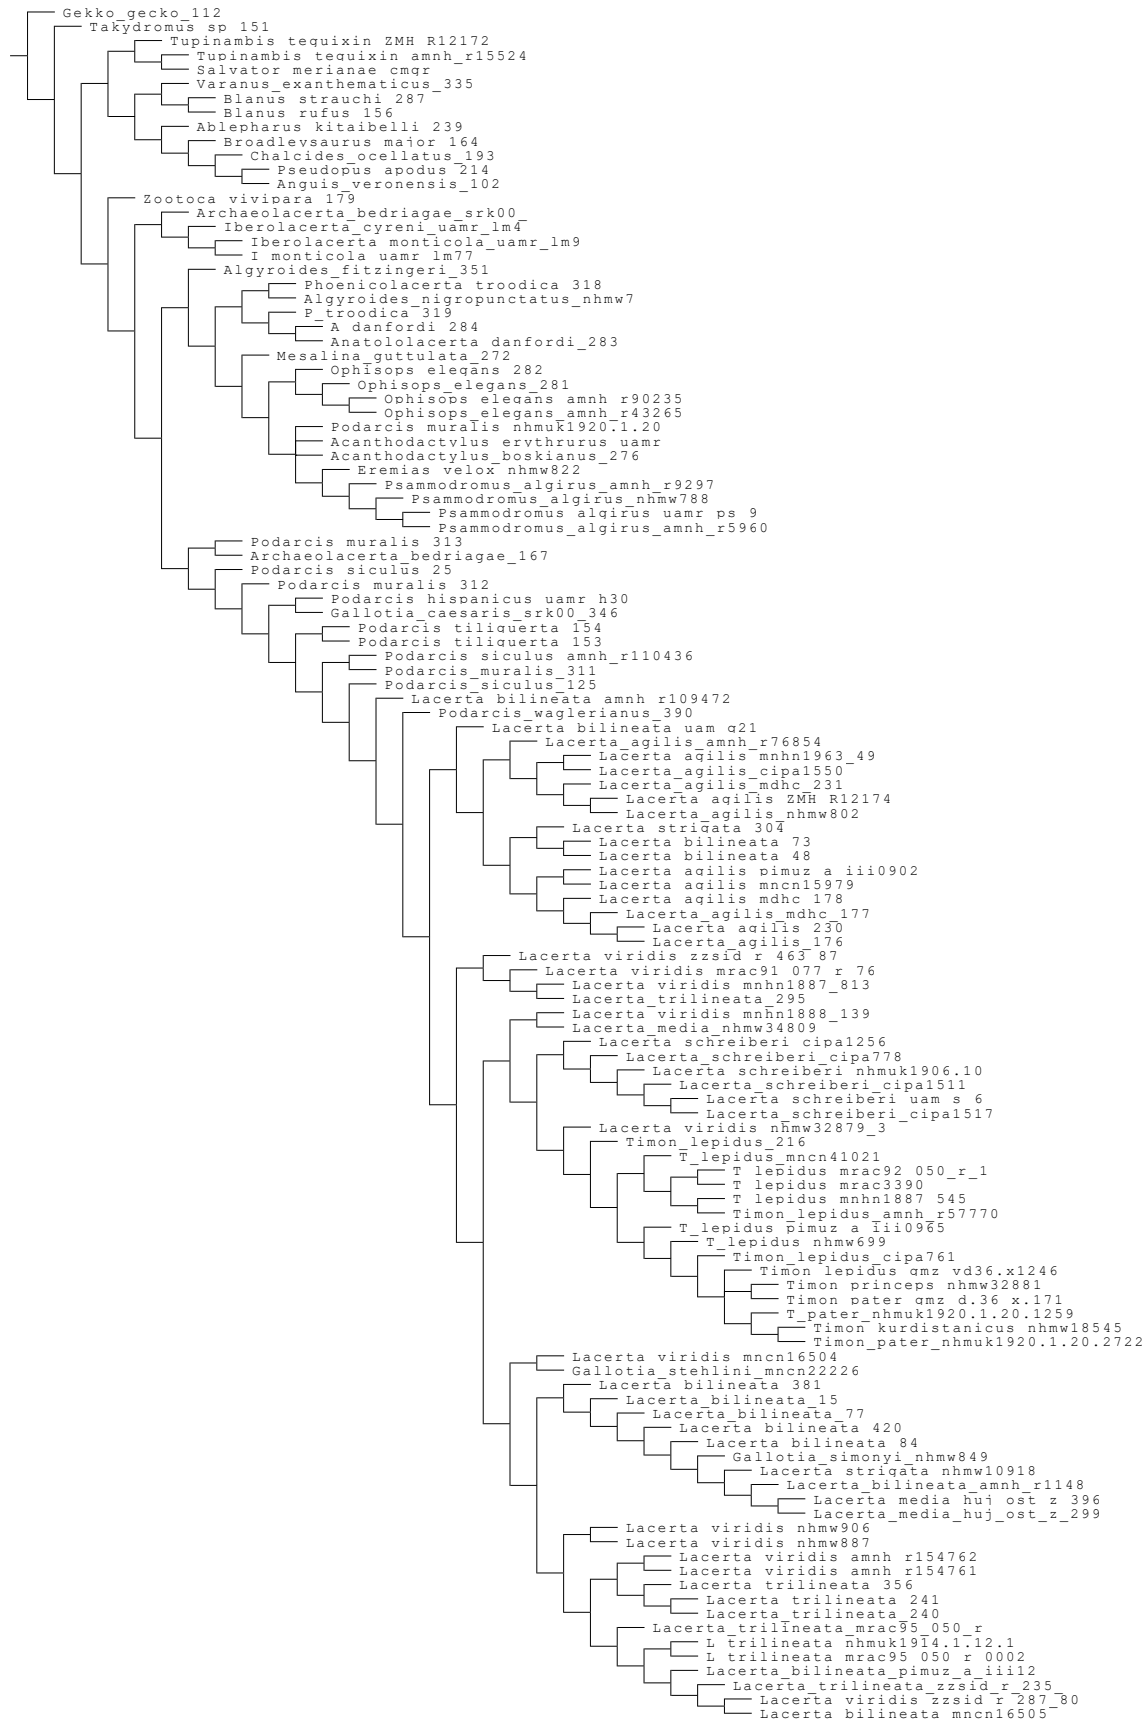 Gekko_gecko_112
Takydromus_sp_151
Tupinambis_tequixin_ZMH_R12172
Tupinambis_tequixin_amnh_r15524
Salvator_merianae_cmgr
Varanus_exanthematicus_335
Blanus_strauchi_287
Blanus_rufus_156
Ablepharus_kitaibelli_239
Broadleysaurus_major_164
Chalcides_ocellatus_193
Pseudopus_apodus_214
Anguis_veronensis_102
Zootoca_vivipara_179
Archaeolacerta_bedriagae_srk00_
Iberolacerta_cyreni_uamr_lm4
Iberolacerta_monticola_uamr_lm9
I_monticola_uamr_lm77
Algyroides_fitzingeri_351
Phoenicolacerta_troodica_318
Algyroides_nigropunctatus_nhmw7
P_troodica_319
A_danfordi_284
Anatololacerta_danfordi_283
Mesalina_guttulata_272
Ophisops_elegans_282
Ophisops_elegans_281
Ophisops_elegans_amnh_r90235
Ophisops_elegans_amnh_r43265
Podarcis_muralis_nhmuk1920.1.20
Acanthodactylus_erythrurus_uamr
Acanthodactylus_boskianus_276
Eremias_velox_nhmw822
Psammodromus_algirus_amnh_r9297
Psammodromus_algirus_nhmw788
Psammodromus_algirus_uamr_ps_9
Psammodromus_algirus_amnh_r5960
Podarcis_muralis_313
Archaeolacerta_bedriagae_167
Podarcis_siculus_25
Podarcis_muralis_312
Podarcis_hispanicus_uamr_h30
Gallotia_caesaris_srk00_346
Podarcis_tiliguerta_154
Podarcis_tiliguerta_153
Podarcis_siculus_amnh_r110436
Podarcis_muralis_311
Podarcis_siculus_125
Lacerta_bilineata_amnh_r109472
Podarcis_waglerianus_390
Lacerta_bilineata_uam_g21
Lacerta_agilis_amnh_r76854
Lacerta_agilis_mnhn1963_49
Lacerta_agilis_cipa1550
Lacerta_agilis_mdhc_231
Lacerta_agilis_ZMH_R12174
Lacerta_agilis_nhmw802
Lacerta_strigata_304
Lacerta_bilineata_73
Lacerta_bilineata_48
Lacerta_agilis_pimuz_a_iii0902
Lacerta_agilis_mncn15979
Lacerta_agilis_mdhc_178
Lacerta_agilis_mdhc_177
Lacerta_agilis_230
Lacerta_agilis_176
Lacerta_viridis_zzsid_r_463_87
Lacerta_viridis_mrac91_077_r_76
Lacerta_viridis_mnhn1887_813
Lacerta_trilineata_295
Lacerta_viridis_mnhn1888_139
Lacerta_media_nhmw34809
Lacerta_schreiberi_cipa1256
Lacerta_schreiberi_cipa778
Lacerta_schreiberi_nhmuk1906.10
Lacerta_schreiberi_cipa1511
Lacerta_schreiberi_uam_s_6
Lacerta_schreiberi_cipa1517
Lacerta_viridis_nhmw32879_3
Timon_lepidus_216
T_lepidus_mncn41021
T_lepidus_mrac92_050_r_1
T_lepidus_mrac3390
T_lepidus_mnhn1887_545
Timon_lepidus_amnh_r57770
T_lepidus_pimuz_a_iii0965
T_lepidus_nhmw699
Timon_lepidus_cipa761
Timon_lepidus_gmz_vd36.x1246
Timon_princeps_nhmw32881
Timon_pater_gmz_d.36_x.171
T_pater_nhmuk1920.1.20.1259
Timon_kurdistanicus_nhmw18545
Timon_pater_nhmuk1920.1.20.2722
Lacerta_viridis_mncn16504
Gallotia_stehlini_mncn22226
Lacerta_bilineata_381
Lacerta_bilineata_15
Lacerta_bilineata_77
Lacerta_bilineata_420
Lacerta_bilineata_84
Gallotia_simonyi_nhmw849
Lacerta_strigata_nhmw10918
Lacerta_bilineata_amnh_r1148
Lacerta_media_huj_ost_z_396
Lacerta_media_huj_ost_z_299
Lacerta_viridis_nhmw906
Lacerta_viridis_nhmw887
Lacerta_viridis_amnh_r154762
Lacerta_viridis_amnh_r154761
Lacerta_trilineata_356
Lacerta_trilineata_241
Lacerta_trilineata_240
Lacerta_trilineata_mrac95_050_r
L_trilineata_nhmuk1914.1.12.1
L_trilineata_mrac95_050_r_0002
Lacerta_bilineata_pimuz_a_iii12
Lacerta_trilineata_zzsid_r_235_
Lacerta_viridis_zzsid_r_287_80
Lacerta_bilineata_mncn16505